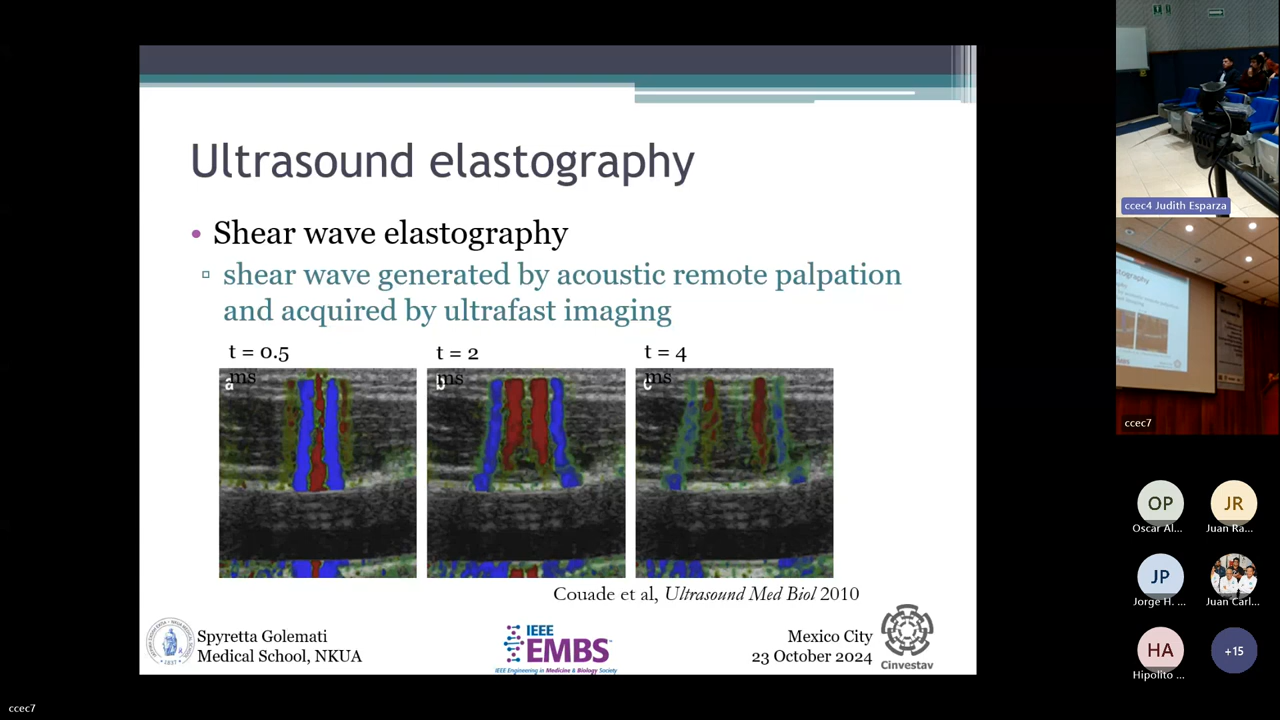 Ultrasound elastography
• Shear wave elastography
▫ shear wave generated by acoustic remote palpation
and acquired by ultrafast imaging
t = 0.5
ms
t = 2
ms
t = 4
ms
a
b
c
Couade et al, Ultrasound Med Biol 2010
Spyretta Golemati
Medical School, NKUA
IEEE
EMBS
IEEE Engineering in Medicine & Biology Society
Mexico City
23 October 2024
Cinvestav
ccec4 Judith Esparza
ccec7
OP
Oscar Al...
JR
Juan Ra...
JP
Jorge H. ...
Juan Carl...
HA
Hipolito ...
+15
ccec7